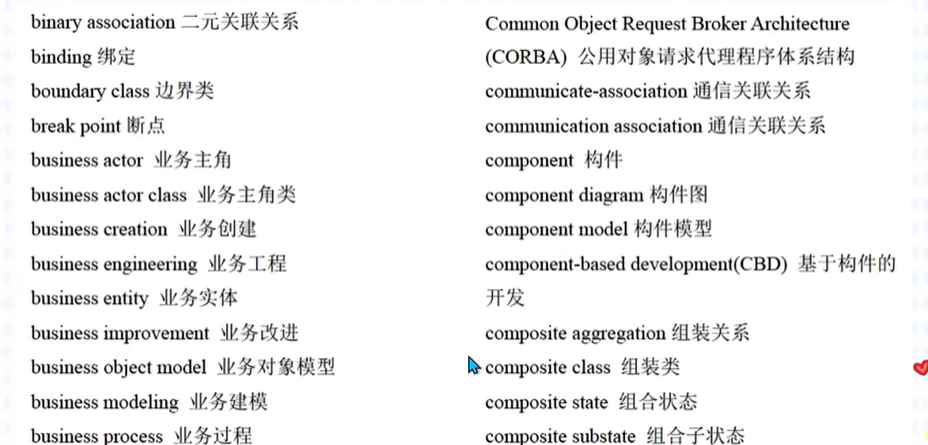 binary association 二元关联关系
binding 绑定
boundary class 边界类
break point 断点
business actor 业务主角
business actor class 业务主角类
business creation 业务创建
business engineering 业务工程
business entity 业务实体
business improvement 业务改进
business object model 业务对象模型
business modeling 业务建模
business process 业务过程
Common Object Request Broker Architecture
(CORBA) 公用对象请求代理程序体系结构
communicate-association 通信关联关系
communication association 通信关联关系
component 构件
component diagram 构件图
component model 构件模型
component-based development(CBD) 基于构件的
开发
composite aggregation 组装关系
composite class 组装类
composite state 组合状态
composite substate 组合子状态